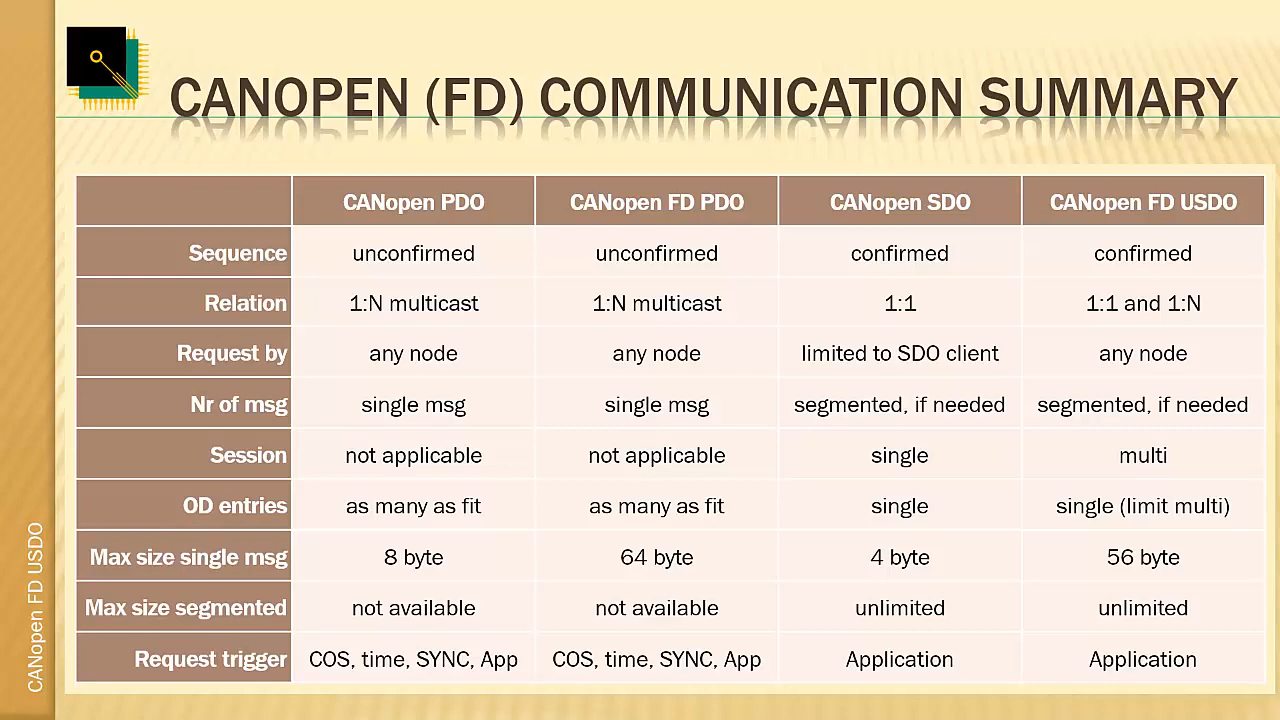 CANOPEN (FD) COMMUNICATION SUMMARY
CANopen PDO CANopen FD PDO CANopen SDO CANopen FD USDO
Sequence unconfirmed unconfirmed confirmed confirmed
Relation 1:N multicast 1:N multicast 1:1 1:1 and 1:N
Request by any node any node limited to SDO client any node
Nr of msg single msg single msg segmented, if needed segmented, if needed
Session not applicable not applicable single multi
OD entries as many as fit as many as fit single single (limit multi)
Max size single msg 8 byte 64 byte 4 byte 56 byte
Max size segmented not available not available unlimited unlimited
Request trigger COS, time, SYNC, App COS, time, SYNC, App Application Application
CANopen FD USDO